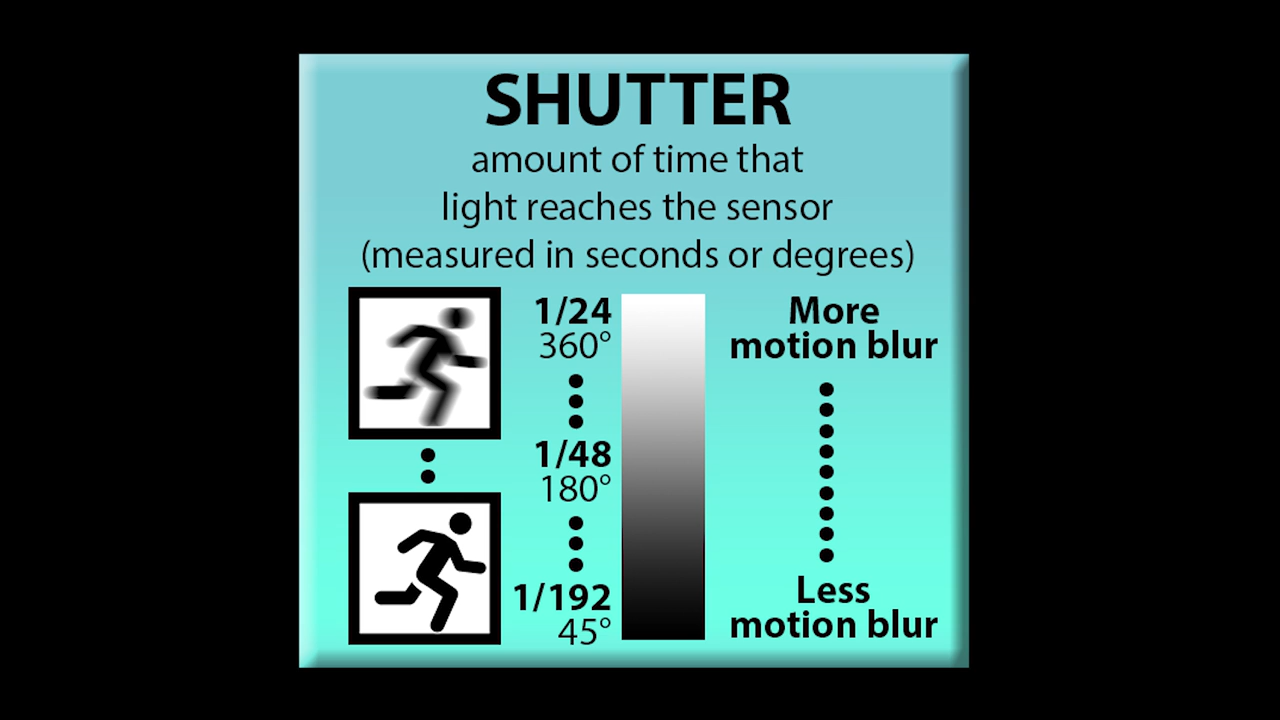 SHUTTER
amount of time that
light reaches the sensor
(measured in seconds or degrees)
1/24
360°
1/48
180°
1/192
45°
More
motion blur
Less
motion blur